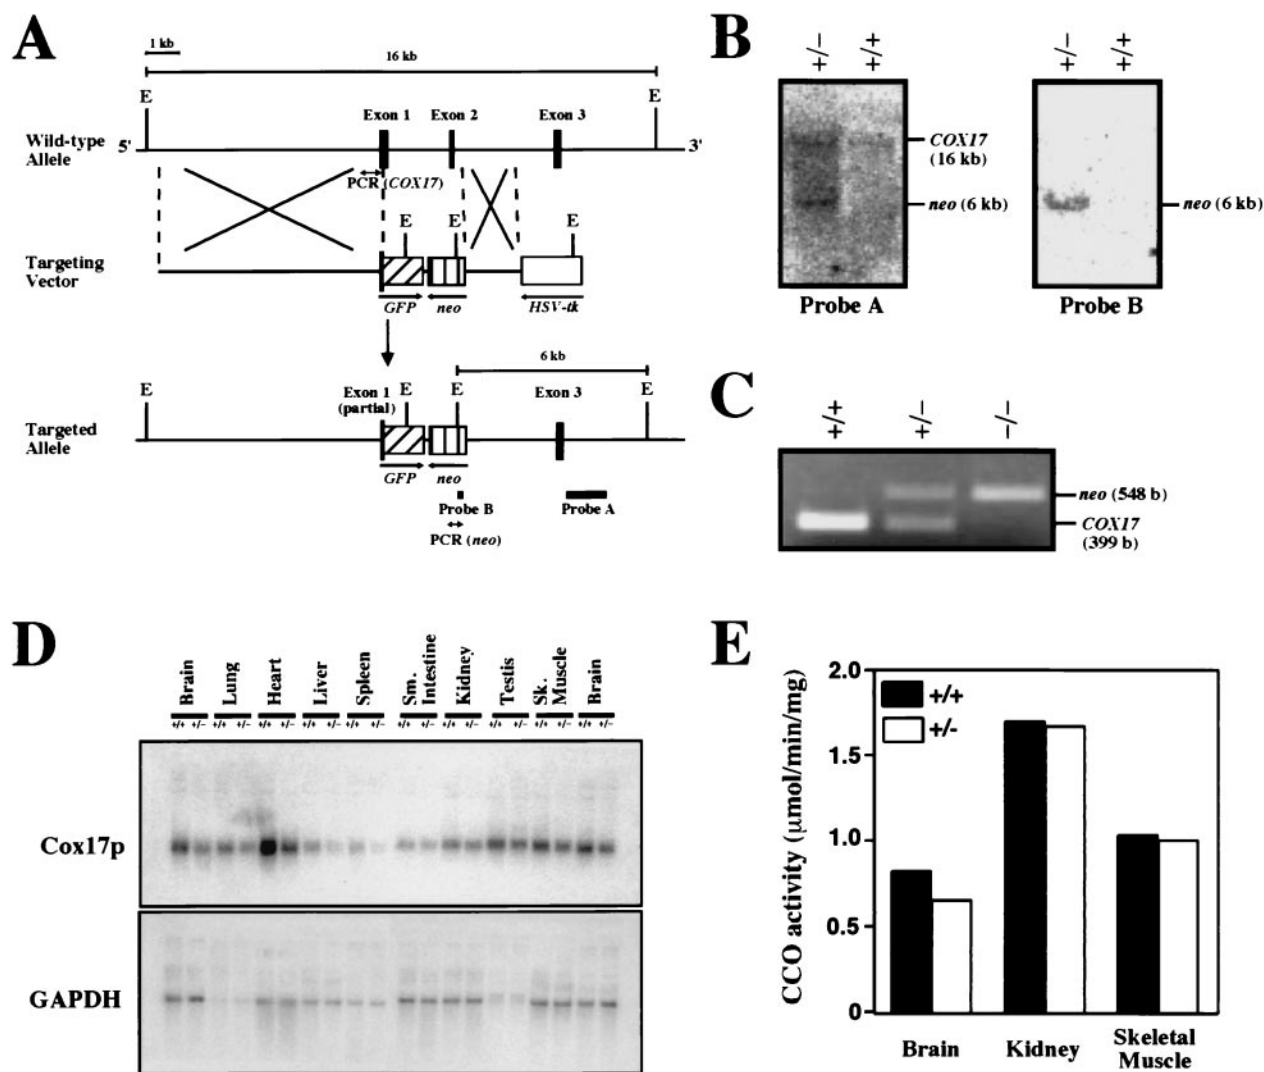 A
1 kb
16 kb
E
E
Exon 1
Exon 2
Exon 3
Wild-type
Allele
5'
3'
PCR (COX17)
E
E
E
Targeting
Vector
GFP
neo
HSV-tk
6 kb
E
Exon 1
(partial)
E
E
Exon 3
E
Targeted
Allele
GFP
neo
Probe B
Probe A
PCR (neo)
B
+/-
+/+
+/-
+/+
COX17
(16 kb)
neo (6 kb)
neo (6 kb)
Probe A
Probe B
C
+/+
+/-
-/-
neo (548 b)
COX17
(399 b)
D
Brain
Lung
Heart
Liver
Spleen
Sm.
Intestine
Kidney
Testis
Sk.
Muscle
Brain
+/+ +/- +/+ +/- +/+ +/- +/+ +/- +/+ +/- +/+ +/- +/+ +/- +/+ +/- +/+ +/- +/+ +/-
Cox17p
GAPDH
E
CCO activity (μmol/min/mg)
2.0
1.5
1.0
0.5
0
+/+
+/-
Brain
Kidney
Skeletal
Muscle